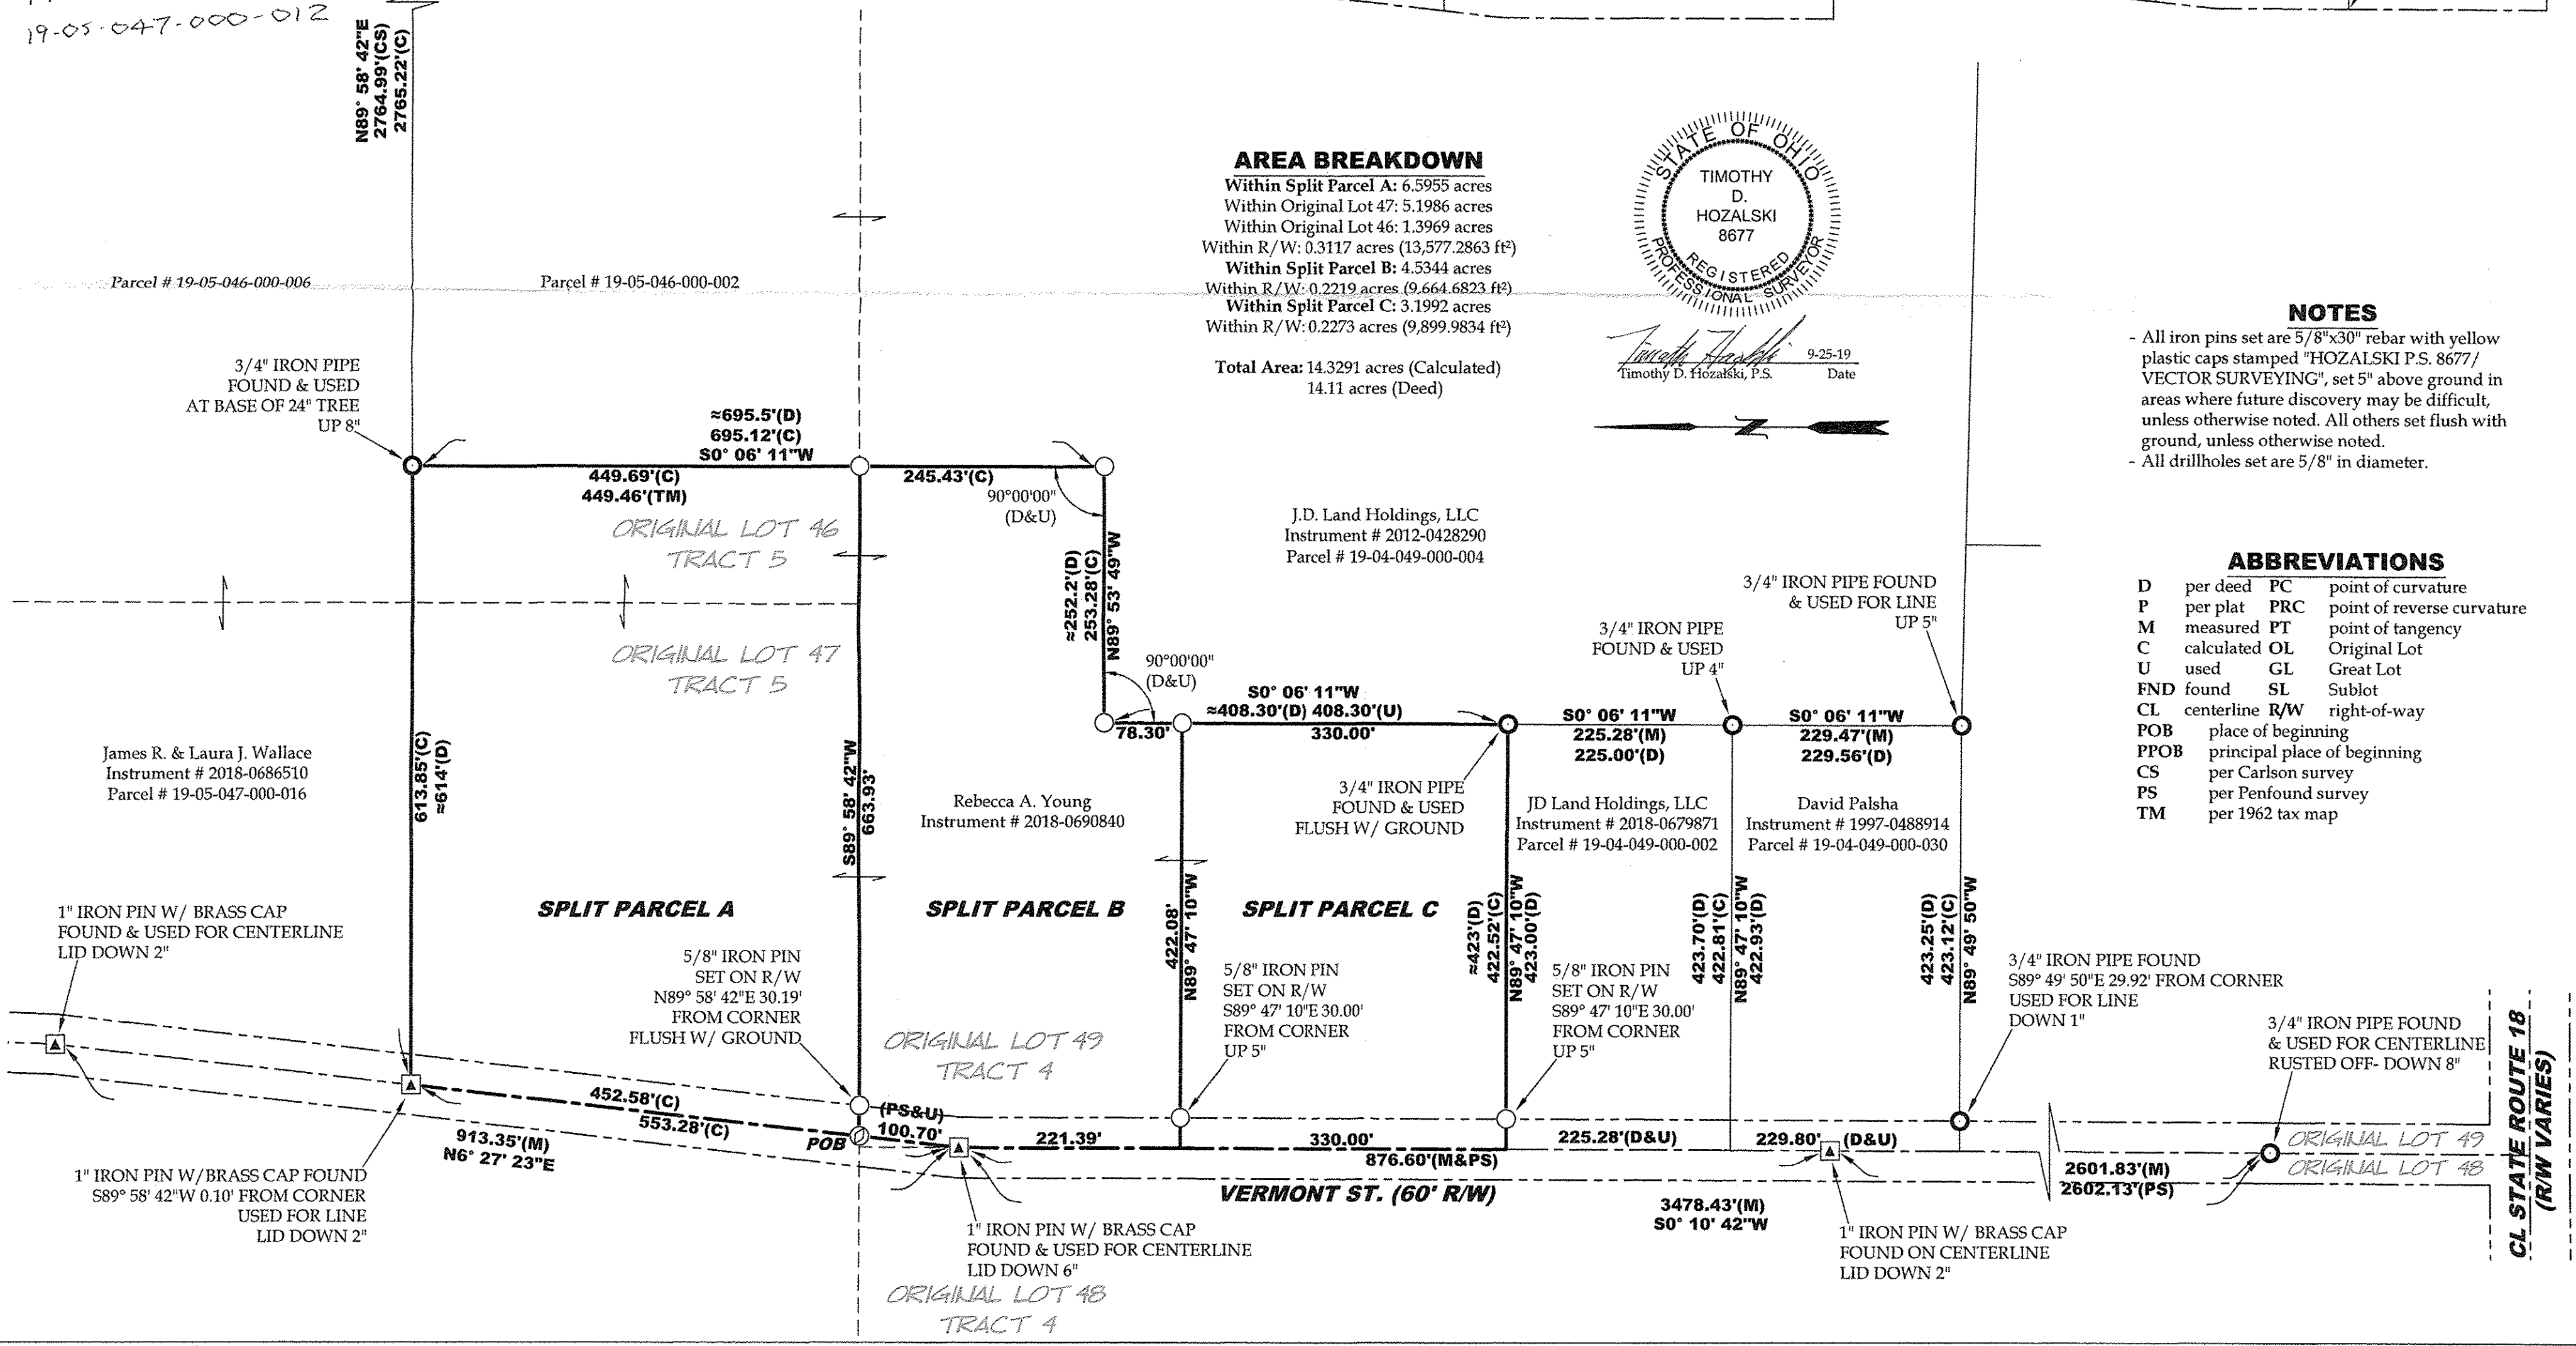 19-05-047-000-012
N89° 58' 42"E
2764.99'(CS)
2765.22'(C)
Parcel # 19-05-046-000-006
Parcel # 19-05-046-000-002
AREA BREAKDOWN
Within Split Parcel A: 6.5955 acres
Within Original Lot 47: 5.1986 acres
Within Original Lot 46: 1.3969 acres
Within R/W: 0.3117 acres (13,577.2863 ft²)
Within Split Parcel B: 4.5344 acres
Within R/W: 0.2219 acres (9,664.6823 ft²)
Within Split Parcel C: 3.1992 acres
Within R/W: 0.2273 acres (9,899.9834 ft²)
Total Area: 14.3291 acres (Calculated)
14.11 acres (Deed)
STATE OF OHIO
TIMOTHY
D.
HOZALSKI
8677
REGISTERED
PROFESSIONAL SURVEYOR
9-25-19
Timothy D. Hozalski, P.S.
Date
N
NOTES
- All iron pins set are 5/8"x30" rebar with yellow
plastic caps stamped "HOZALSKI P.S. 8677/
VECTOR SURVEYING", set 5" above ground in
areas where future discovery may be difficult,
unless otherwise noted. All others set flush with
ground, unless otherwise noted.
- All drillholes set are 5/8" in diameter.
ABBREVIATIONS
D per deed PC point of curvature
P per plat PRC point of reverse curvature
M measured PT point of tangency
C calculated OL Original Lot
U used GL Great Lot
FND found SL Sublot
CL centerline R/W right-of-way
POB place of beginning
PPOB principal place of beginning
CS per Carlson survey
PS per Penfound survey
TM per 1962 tax map
3/4" IRON PIPE
FOUND & USED
AT BASE OF 24" TREE
UP 8"
≈695.5'(D)
695.12'(C)
S0° 06' 11"W
449.69'(C)
449.46'(TM)
245.43'(C)
90°00'00"
(D&U)
ORIGINAL LOT 46
TRACT 5
ORIGINAL LOT 47
TRACT 5
≈252.2'(D)
253.28'(C)
N89° 53' 49"W
J.D. Land Holdings, LLC
Instrument # 2012-0428290
Parcel # 19-04-049-000-004
90°00'00"
(D&U)
78.30'
S0° 06' 11"W
≈408.30'(D) 408.30'(U)
330.00'
3/4" IRON PIPE
FOUND & USED
UP 4"
3/4" IRON PIPE FOUND
& USED FOR LINE
UP 5"
S0° 06' 11"W
225.28'(M)
225.00'(D)
S0° 06' 11"W
229.47'(M)
229.56'(D)
James R. & Laura J. Wallace
Instrument # 2018-0686510
Parcel # 19-05-047-000-016
613.85'(C)
≈614'(D)
S89° 58' 42"W
663.93'
Rebecca A. Young
Instrument # 2018-0690840
3/4" IRON PIPE
FOUND & USED
FLUSH W/ GROUND
JD Land Holdings, LLC
Instrument # 2018-0679871
Parcel # 19-04-049-000-002
David Palsha
Instrument # 1997-0488914
Parcel # 19-04-049-000-030
SPLIT PARCEL A
SPLIT PARCEL B
SPLIT PARCEL C
422.08'
N89° 47' 10"W
≈423'(D)
422.52'(C)
N89° 47' 10"W
423.00'(D)
423.70'(D)
422.81'(C)
N89° 47' 10"W
422.93'(D)
423.25'(D)
423.12'(C)
N89° 49' 50"W
1" IRON PIN W/ BRASS CAP
FOUND & USED FOR CENTERLINE
LID DOWN 2"
5/8" IRON PIN
SET ON R/W
N89° 58' 42"E 30.19'
FROM CORNER
FLUSH W/ GROUND
5/8" IRON PIN
SET ON R/W
S89° 47' 10"E 30.00'
FROM CORNER
UP 5"
5/8" IRON PIN
SET ON R/W
S89° 47' 10"E 30.00'
FROM CORNER
UP 5"
3/4" IRON PIPE FOUND
S89° 49' 50"E 29.92' FROM CORNER
USED FOR LINE
DOWN 1"
3/4" IRON PIPE FOUND
& USED FOR CENTERLINE
RUSTED OFF- DOWN 8"
ORIGINAL LOT 49
TRACT 4
452.58'(C)
553.28'(C)
913.35'(M)
N6° 27' 23"E
POB
(PS&U)
100.70'
221.39'
330.00'
876.60'(M&PS)
225.28'(D&U)
229.80' (D&U)
VERMONT ST. (60' R/W)
3478.43'(M)
S0° 10' 42"W
2601.83'(M)
2602.13'(PS)
ORIGINAL LOT 49
ORIGINAL LOT 48
CL STATE ROUTE 18
(R/W VARIES)
1" IRON PIN W/BRASS CAP FOUND
S89° 58' 42"W 0.10' FROM CORNER
USED FOR LINE
LID DOWN 2"
1" IRON PIN W/ BRASS CAP
FOUND & USED FOR CENTERLINE
LID DOWN 6"
1" IRON PIN W/ BRASS CAP
FOUND ON CENTERLINE
LID DOWN 2"
ORIGINAL LOT 48
TRACT 4